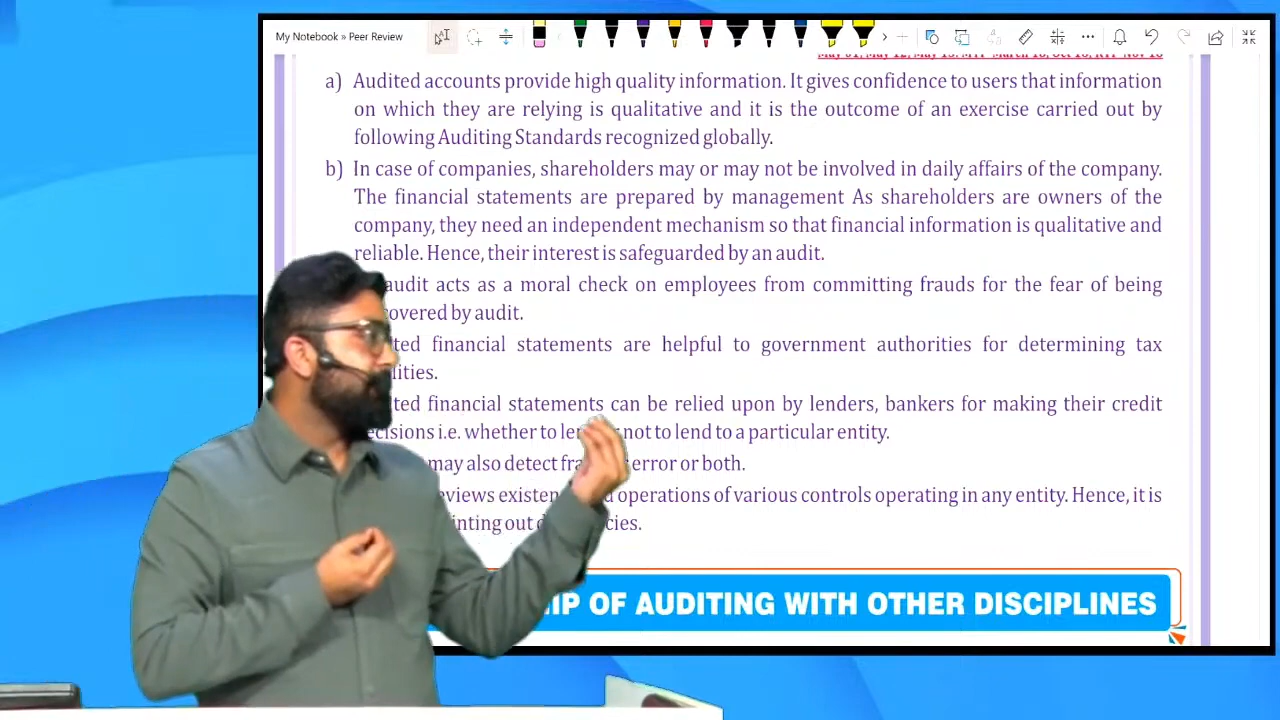 My Notebook » Peer Review
a) Audited accounts provide high quality information. It gives confidence to users that information
on which they are relying is qualitative and it is the outcome of an exercise carried out by
following Auditing Standards recognized globally.
b) In case of companies, shareholders may or may not be involved in daily affairs of the company.
The financial statements are prepared by management As shareholders are owners of the
company, they need an independent mechanism so that financial information is qualitative and
reliable. Hence, their interest is safeguarded by an audit.
audit acts as a moral check on employees from committing frauds for the fear of being
covered by audit.
ted financial statements are helpful to government authorities for determining tax
lities.
ted financial statements can be relied upon by lenders, bankers for making their credit
ecisions i.e. whether to len not to lend to a particular entity.
may also detect fra error or both.
eviews existen operations of various controls operating in any entity. Hence, it is
inting out cies.
IP OF AUDITING WITH OTHER DISCIPLINES